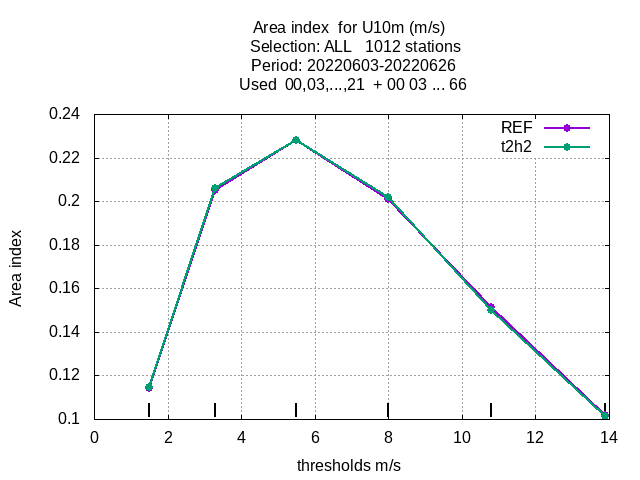 Area index  for U10m (m/s)
Selection: ALL   1012 stations
Period: 20220603-20220626
Used  00,03,...,21  + 00 03 ... 66
REF
t2h2
0.24
0.22
0.2
0.18
0.16
0.14
0.12
0.1
Area index
0 2 4 6 8 10 12 14
thresholds m/s